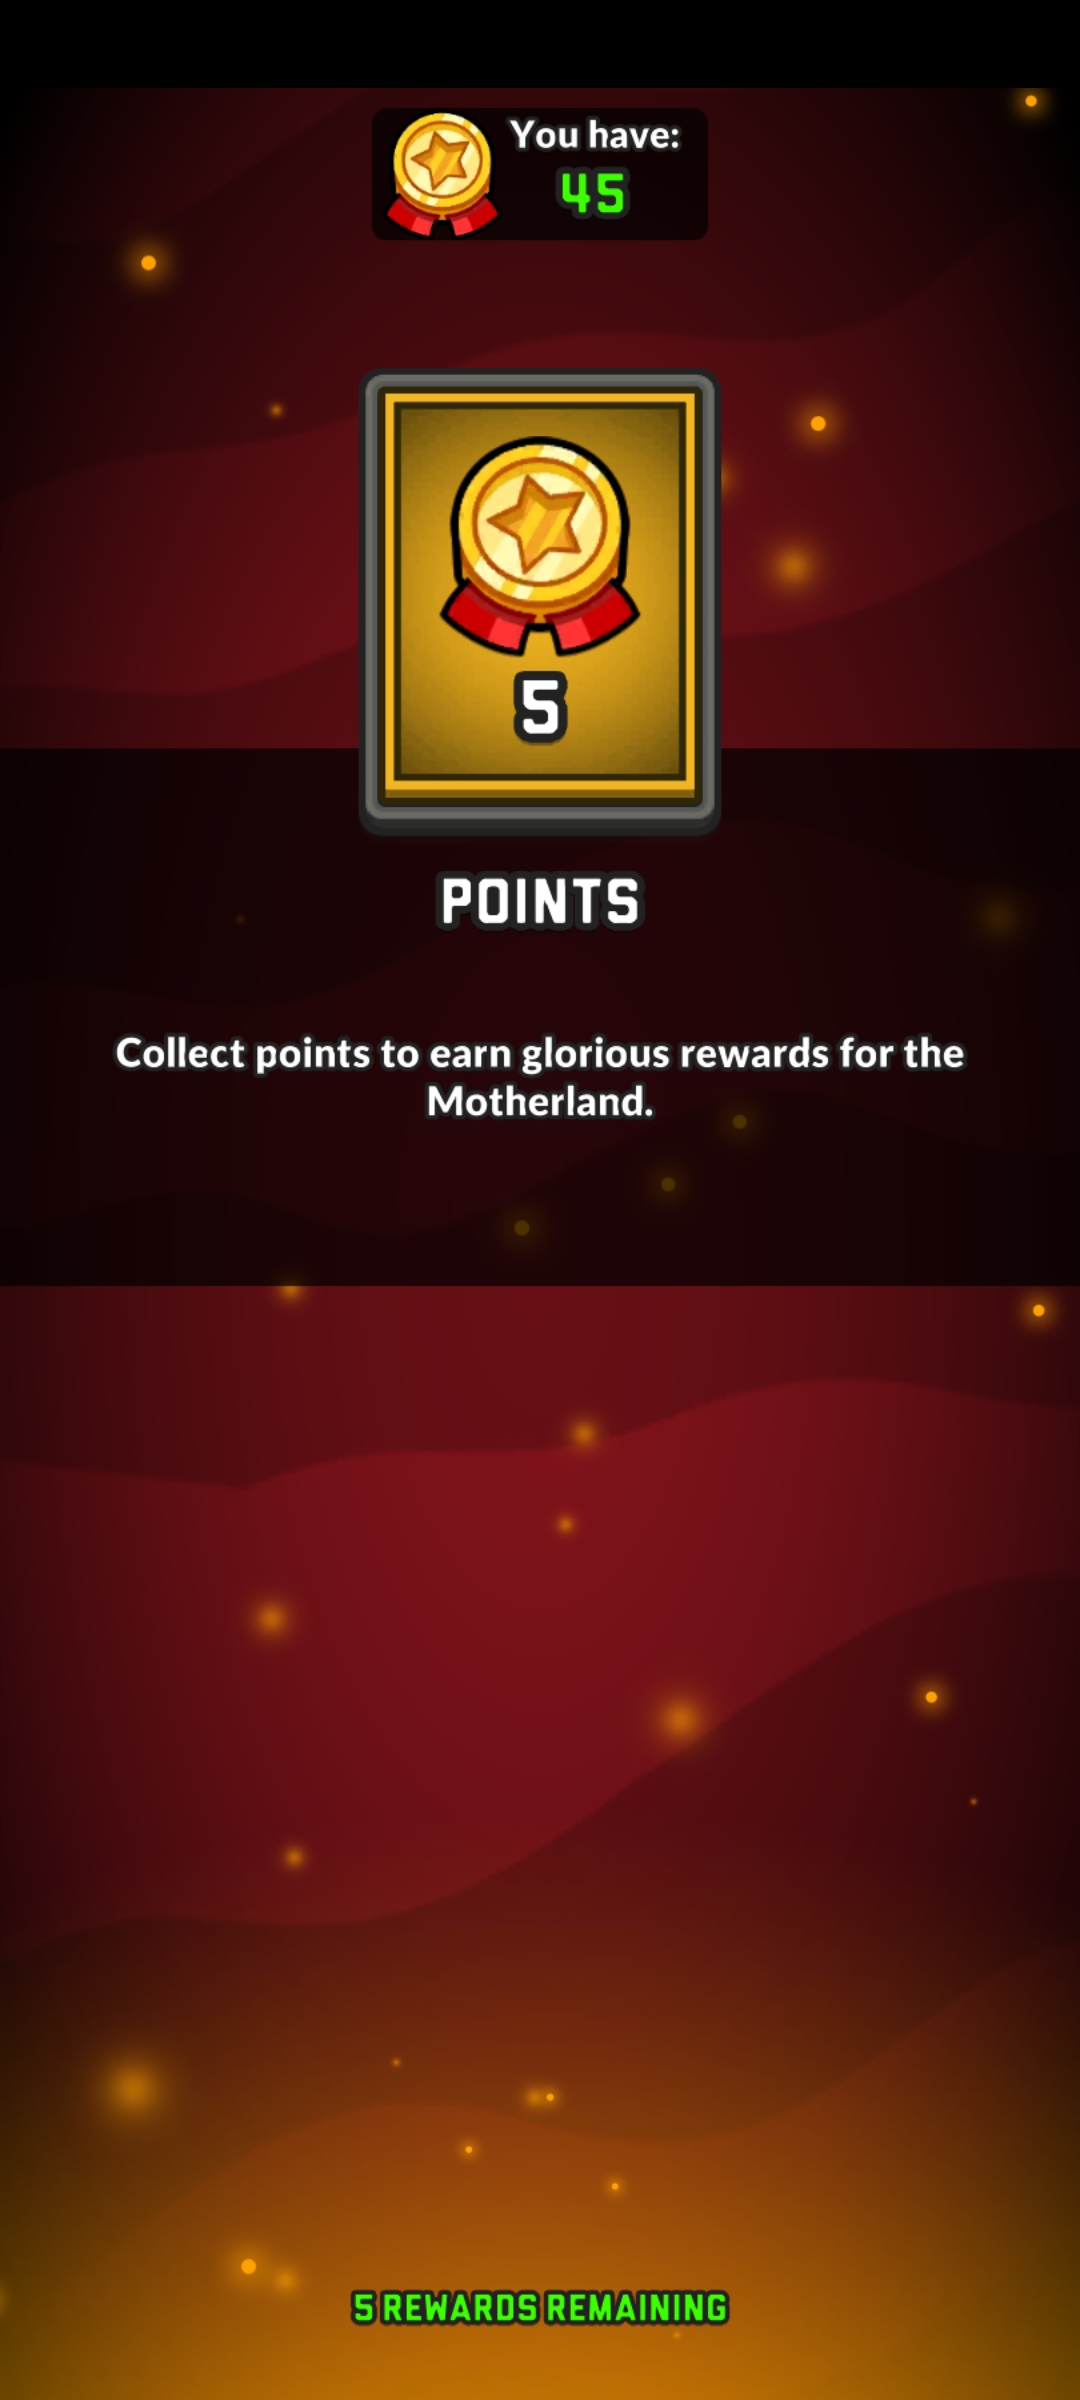 You have:
45
5
POINTS
Collect points to earn glorious rewards for the
Motherland.
5 REWARDS REMAINING